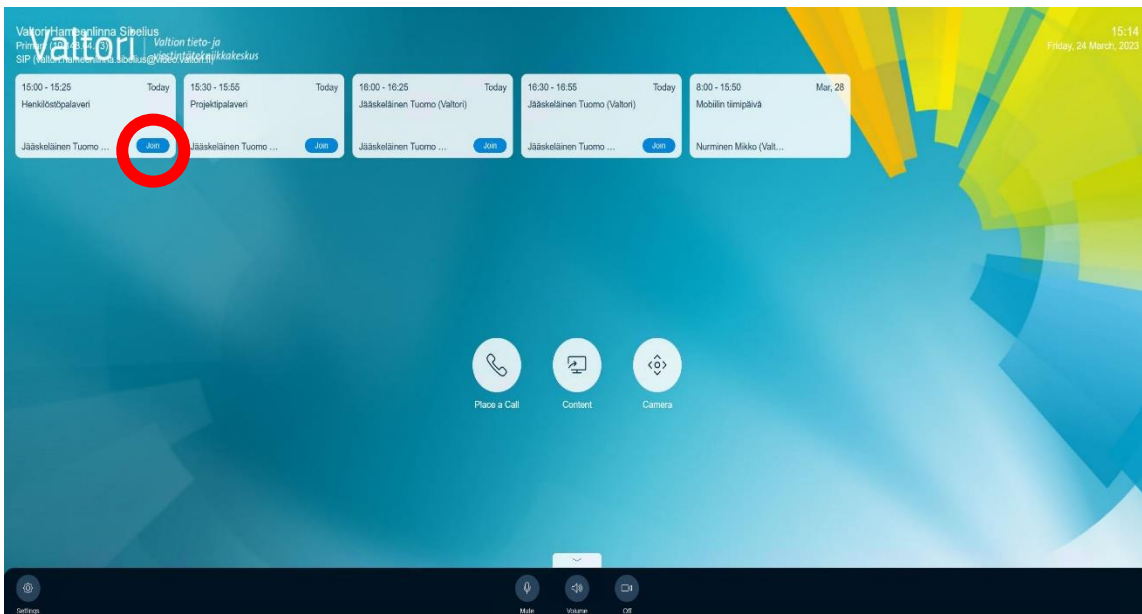 Valtori Hameenlinna Sibelius
Valtori
Valtion tieto-ja
viestintätekniikkakeskus
15:14
Friday, 24 March, 2023
15:00 - 15:25 Today
Henkilöstöpalaveri
Jääskeläinen Tuomo ... Join
15:30 - 15:55 Today
Projektipalaveri
Jääskeläinen Tuomo ... Join
16:00 - 16:25 Today
Jääskeläinen Tuomo (Valtori)
Jääskeläinen Tuomo ... Join
16:30 - 16:55 Today
Jääskeläinen Tuomo (Valtori)
Jääskeläinen Tuomo ... Join
8:00 - 15:50 Mar, 28
Mobiilin tiimipäivä
Nurminen Mikko (Valt...
Place a Call
Content
Camera
Settings
Mute
Volume
Off